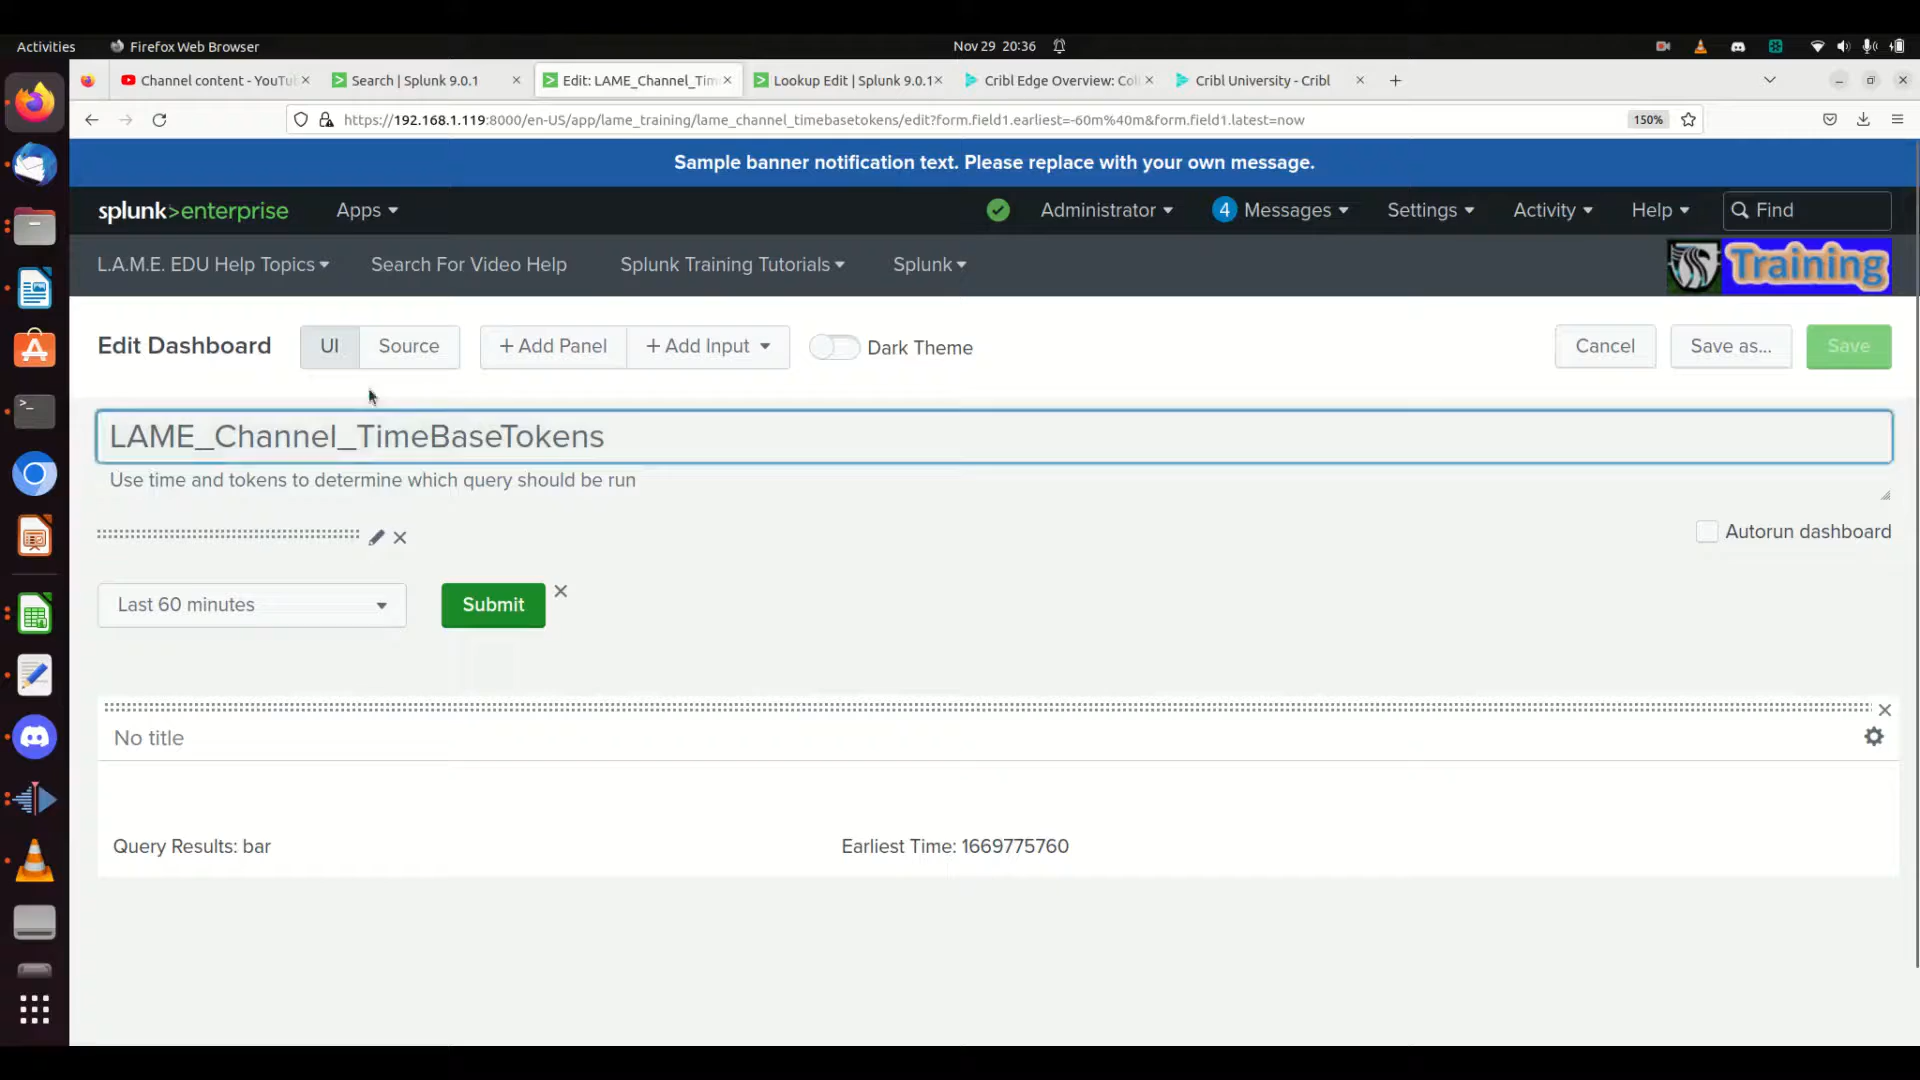 Activities
Firefox Web Browser
Nov 29 20:36
Channel content - YouTu
Search | Splunk 9.0.1
Edit: LAME_Channel_Tim
Lookup Edit | Splunk 9.0.1
Cribl Edge Overview: Col
Cribl University - Cribl
https://192.168.1.119:8000/en-US/app/lame_training/lame_channel_timebasetokens/edit?form.field1.earliest=-60m%40m&form.field1.latest=now
150%
Sample banner notification text. Please replace with your own message.
splunk>enterprise
Apps
Administrator
4 Messages
Settings
Activity
Help
Find
L.A.M.E. EDU Help Topics
Search For Video Help
Splunk Training Tutorials
Splunk
Training
Edit Dashboard
UI
Source
+ Add Panel
+ Add Input
Dark Theme
Cancel
Save as...
Save
LAME_Channel_TimeBaseTokens
Use time and tokens to determine which query should be run
Autorun dashboard
Last 60 minutes
Submit
No title
Query Results: bar
Earliest Time: 1669775760